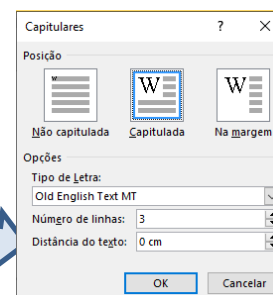 Capitulares ? ×
Posição
W W W
Não capitulada Capitulada Na margem
Opções
Tipo de Letra:
Old English Text MT
Número de linhas: 3
Distância do texto: 0 cm
OK Cancelar